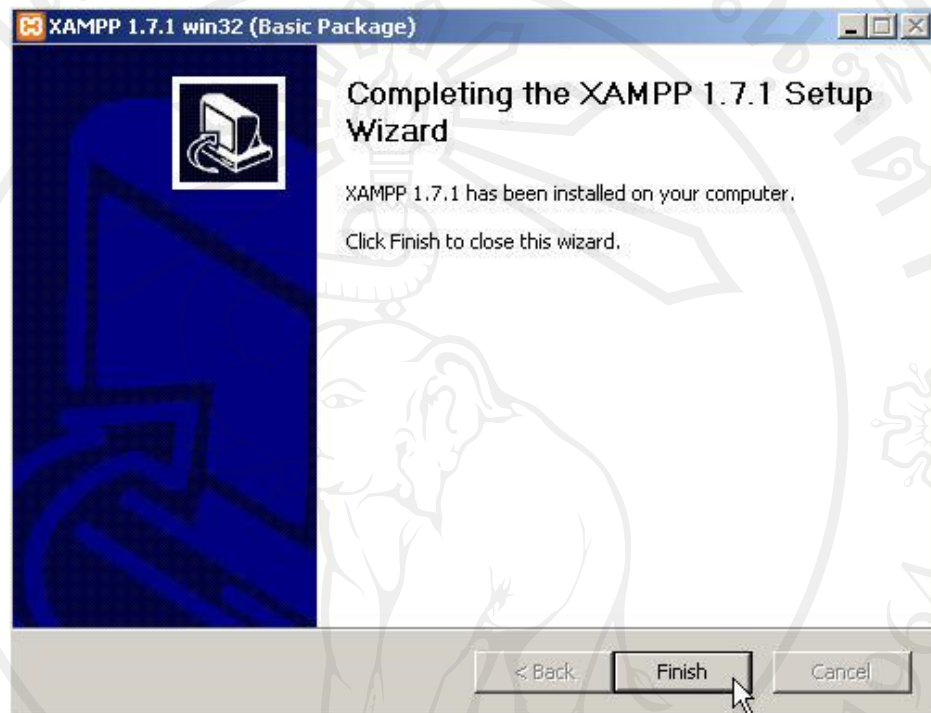 XAMPP 1.7.1 win32 (Basic Package)
Completing the XAMPP 1.7.1 Setup
Wizard
XAMPP 1.7.1 has been installed on your computer.
Click Finish to close this wizard.
< Back
Finish
Cancel